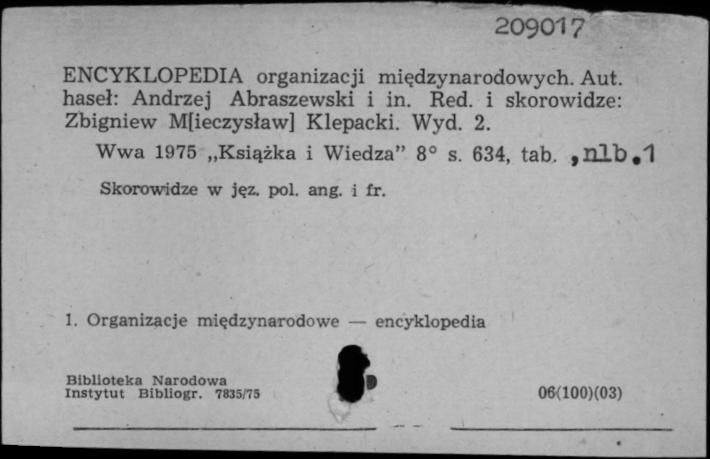 209017
ENCYKLOPEDIA organizacji międzynarodowych. Aut.
haseł: Andrzej Abraszewski i in. Red. i skorowidze:
Zbigniew M[ieczysław] Klepacki. Wyd. 2.
Wwa 1975 „Książka i Wiedza” 8° s. 634, tab. ,nlb.1
Skorowidze w jęz. pol. ang. i fr.
1. Organizacje międzynarodowe — encyklopedia
Biblioteka Narodowa
Instytut Bibliogr. 7835/75
06(100)(03)